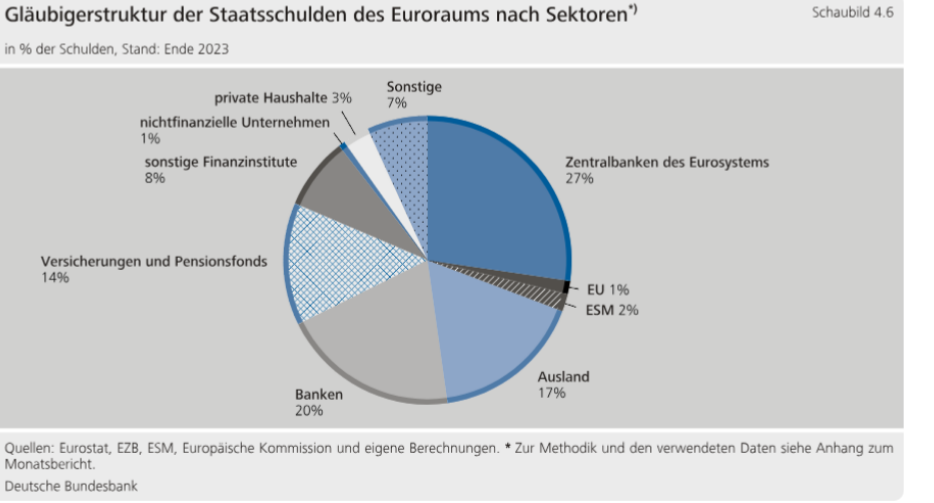 Gläubigerstruktur der Staatsschulden des Euroraums nach Sektoren*)
Schaubild 4.6
in % der Schulden, Stand: Ende 2023
Sonstige
7%
private Haushalte 3%
nichtfinanzielle Unternehmen
1%
sonstige Finanzinstitute
8%
Zentralbanken des Eurosystems
27%
Versicherungen und Pensionsfonds
14%
EU 1%
ESM 2%
Ausland
17%
Banken
20%
Quellen: Eurostat, EZB, ESM, Europäische Kommission und eigene Berechnungen. * Zur Methodik und den verwendeten Daten siehe Anhang zum
Monatsbericht.
Deutsche Bundesbank